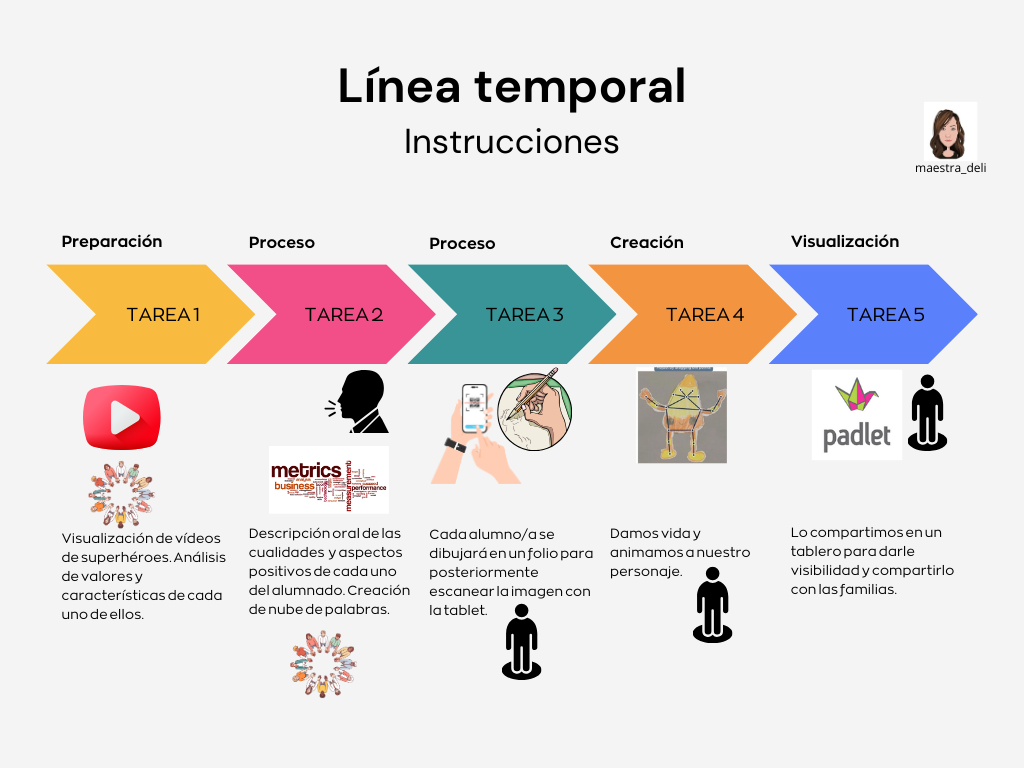 Línea temporal
Instrucciones
maestra_deli
Preparación
Proceso
Proceso
Creación
Visualización
TAREA 1
TAREA 2
TAREA 3
TAREA 4
TAREA 5
metrics
business
measurement
performance
padlet
Visualización de vídeos
de superhéroes. Análisis
de valores y
características de cada
uno de ellos.
Descripción oral de las
cualidades y aspectos
positivos de cada uno
del alumnado. Creación
de nube de palabras.
Cada alumno/a se
dibujará en un folio para
posteriormente
escanear la imagen con
la tablet.
Damos vida y
animamos a nuestro
personaje.
Lo compartimos en un
tablero para darle
visibilidad y compartirlo
con las familias.